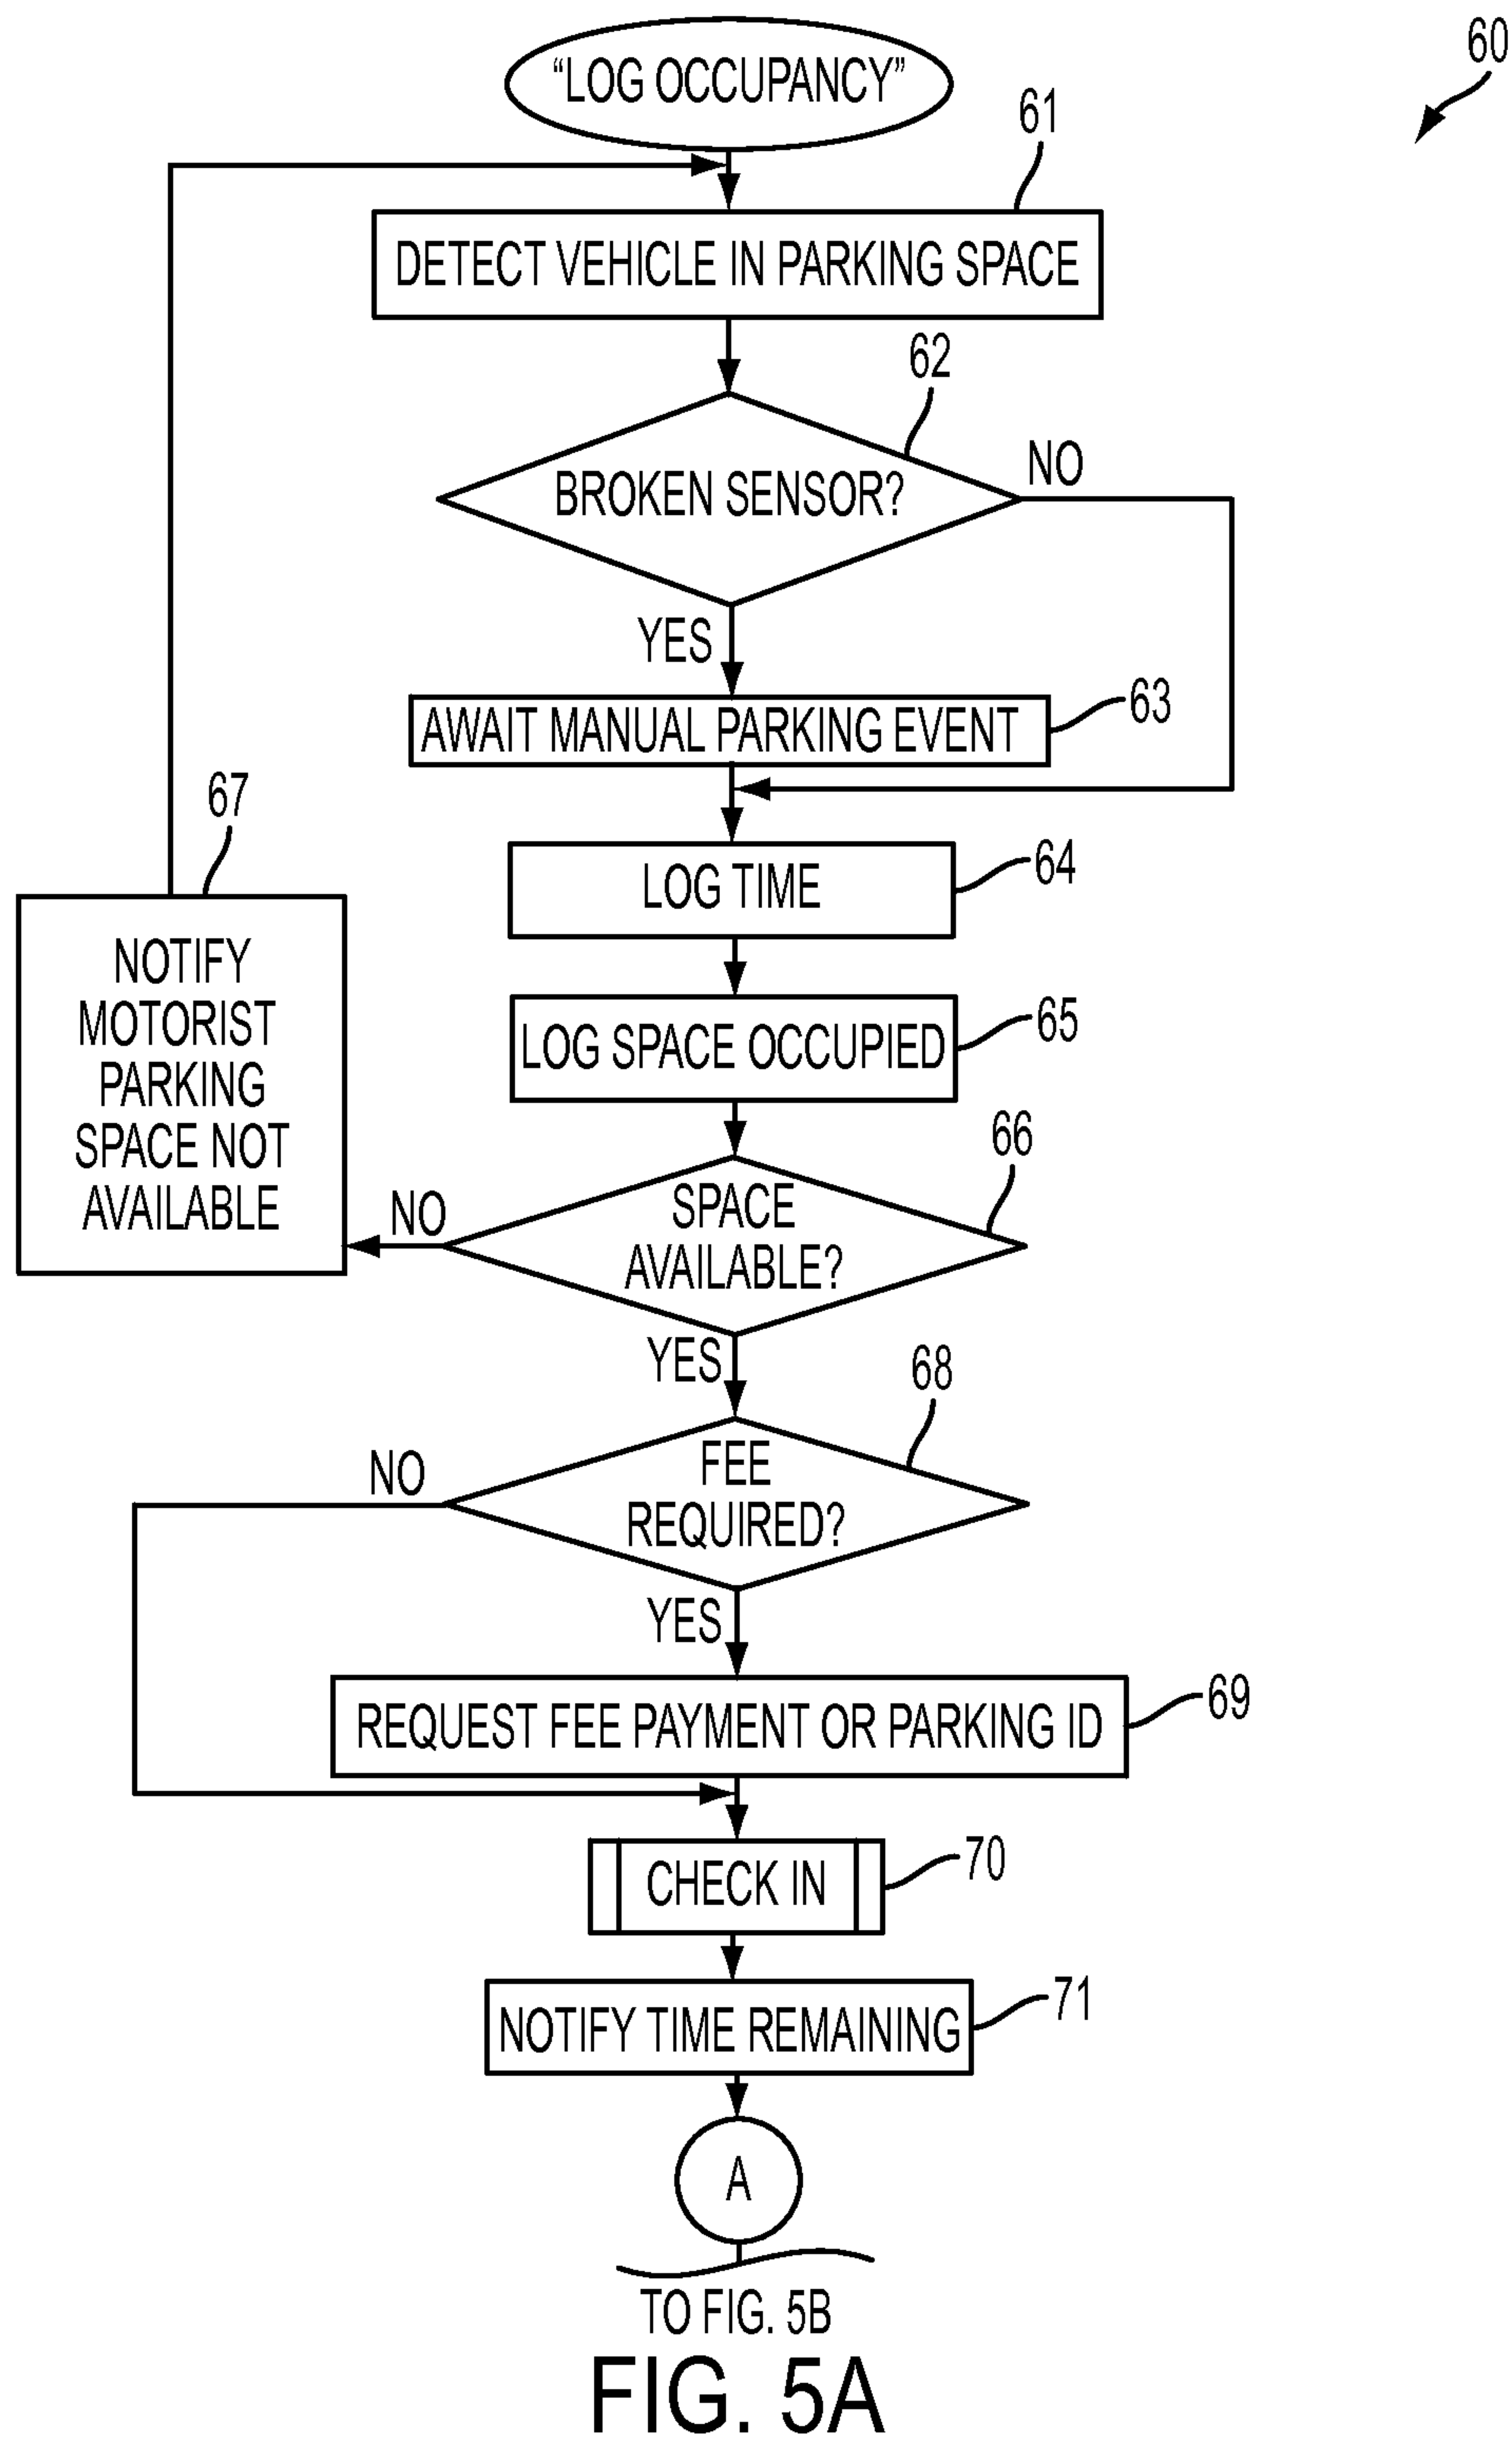 60
“LOG OCCUPANCY”
61
DETECT VEHICLE IN PARKING SPACE
62
BROKEN SENSOR?
NO
YES
AWAIT MANUAL PARKING EVENT
63
67
NOTIFY
MOTORIST
PARKING
SPACE NOT
AVAILABLE
LOG TIME
64
LOG SPACE OCCUPIED
65
66
SPACE
AVAILABLE?
NO
YES
68
FEE
REQUIRED?
NO
YES
REQUEST FEE PAYMENT OR PARKING ID
69
CHECK IN
70
NOTIFY TIME REMAINING
71
A
TO FIG. 5B
FIG. 5A